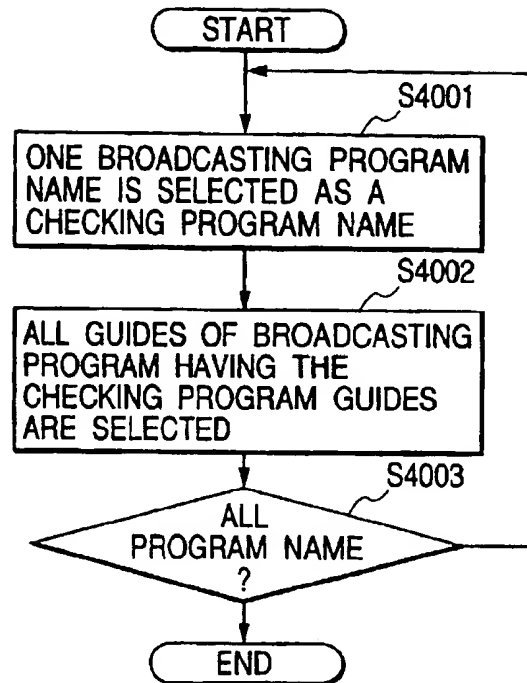 START
S4001
ONE BROADCASTING PROGRAM
NAME IS SELECTED AS A
CHECKING PROGRAM NAME
S4002
ALL GUIDES OF BROADCASTING
PROGRAM HAVING THE
CHECKING PROGRAM GUIDES
ARE SELECTED
S4003
ALL
PROGRAM NAME
?
END